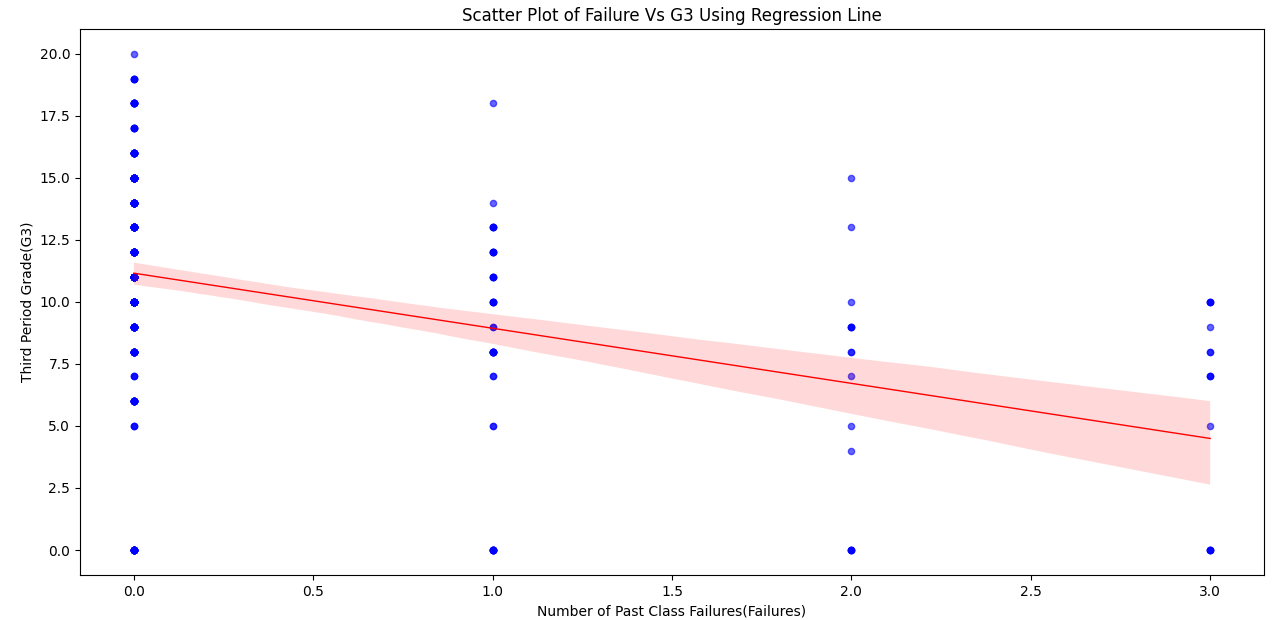 Scatter Plot of Failure Vs G3 Using Regression Line
20.0
17.5
15.0
12.5
10.0
7.5
5.0
2.5
0.0
Third Period Grade(G3)
0.0 0.5 1.0 1.5 2.0 2.5 3.0
Number of Past Class Failures(Failures)